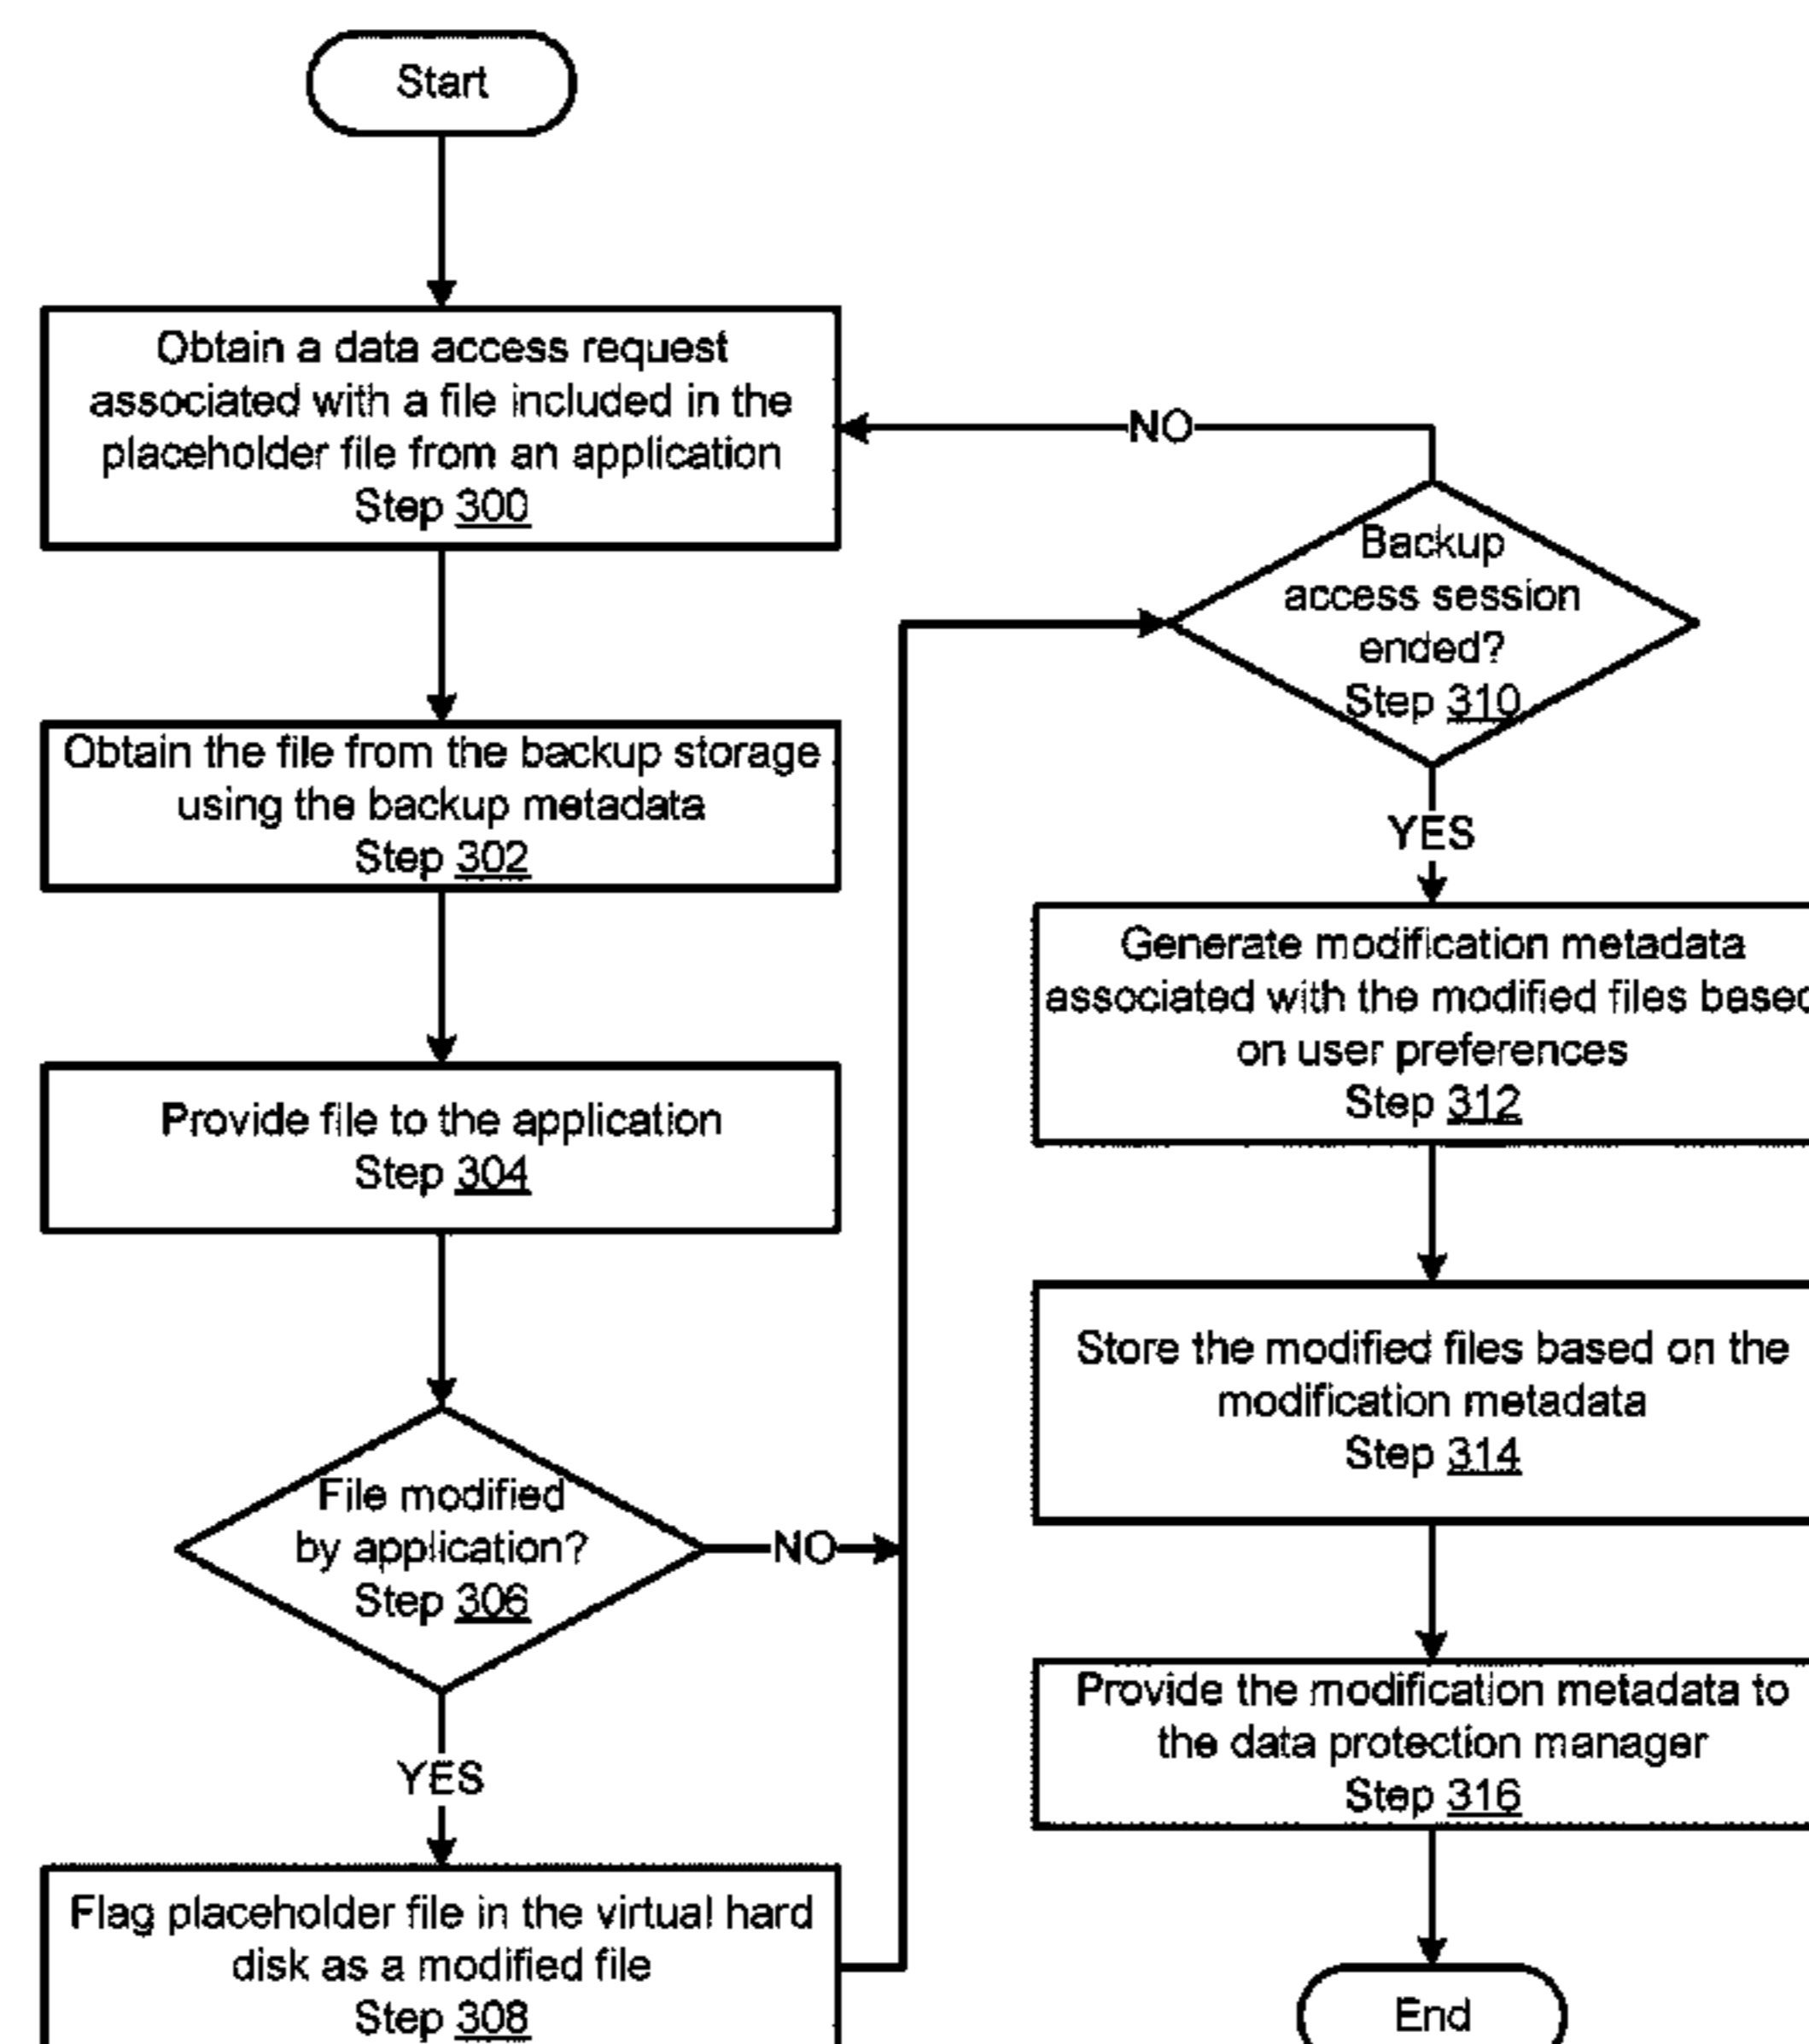 Start
Obtain a data access request
associated with a file included in the
placeholder file from an application
Step 300
Obtain the file from the backup storage
using the backup metadata
Step 302
Provide file to the application
Step 304
File modified
by application?
Step 306
NO
YES
Flag placeholder file in the virtual hard
disk as a modified file
Step 308
NO
Backup
access session
ended?
Step 310
YES
Generate modification metadata
associated with the modified files based
on user preferences
Step 312
Store the modified files based on the
modification metadata
Step 314
Provide the modification metadata to
the data protection manager
Step 316
End